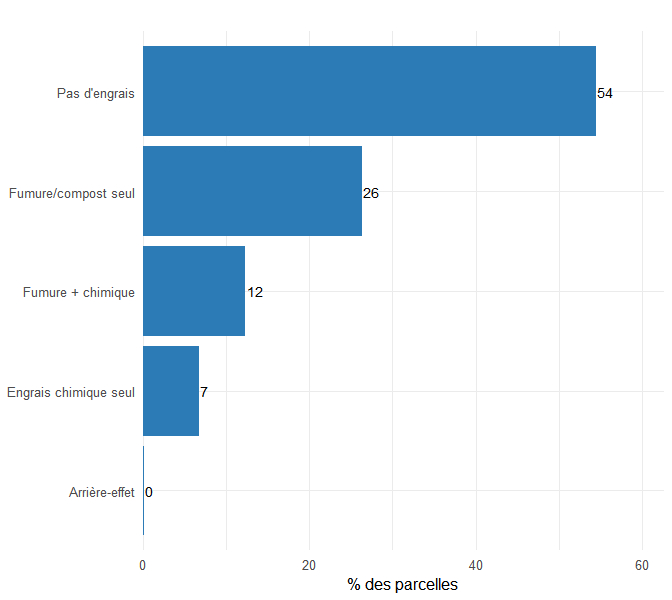 Pas d'engrais 54
Fumure/compost seul 26
Fumure + chimique 12
Engrais chimique seul 7
Arrière-effet 0
0 20 40 60
% des parcelles